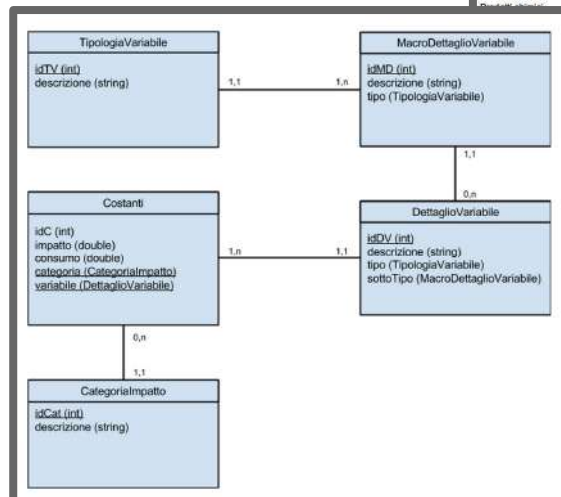 Prodotti chimici
TipologiaVariabile
idTV (int)
descrizione (string)
1,1
1,n
MacroDettaglioVariabile
idMD (int)
descrizione (string)
tipo (TipologiaVariabile)
1,1
0,n
Costanti
idC (int)
impatto (double)
consumo (double)
categoria (CategoriaImpatto)
variabile (DettaglioVariabile)
1,n
1,1
DettaglioVariabile
idDV (int)
descrizione (string)
tipo (TipologiaVariabile)
sottoTipo (MacroDettaglioVariabile)
0,n
1,1
CategoriaImpatto
idCat (int)
descrizione (string)